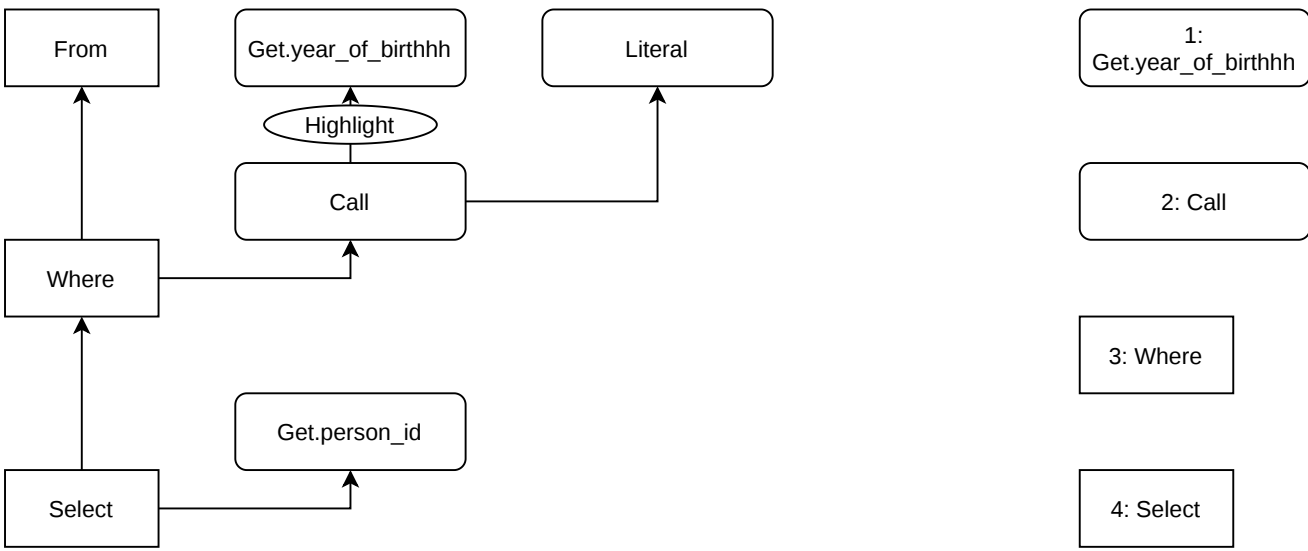 From
Get.year_of_birthhh
Literal
1:
Get.year_of_birthhh
Highlight
Call
2: Call
Where
3: Where
Get.person_id
Select
4: Select